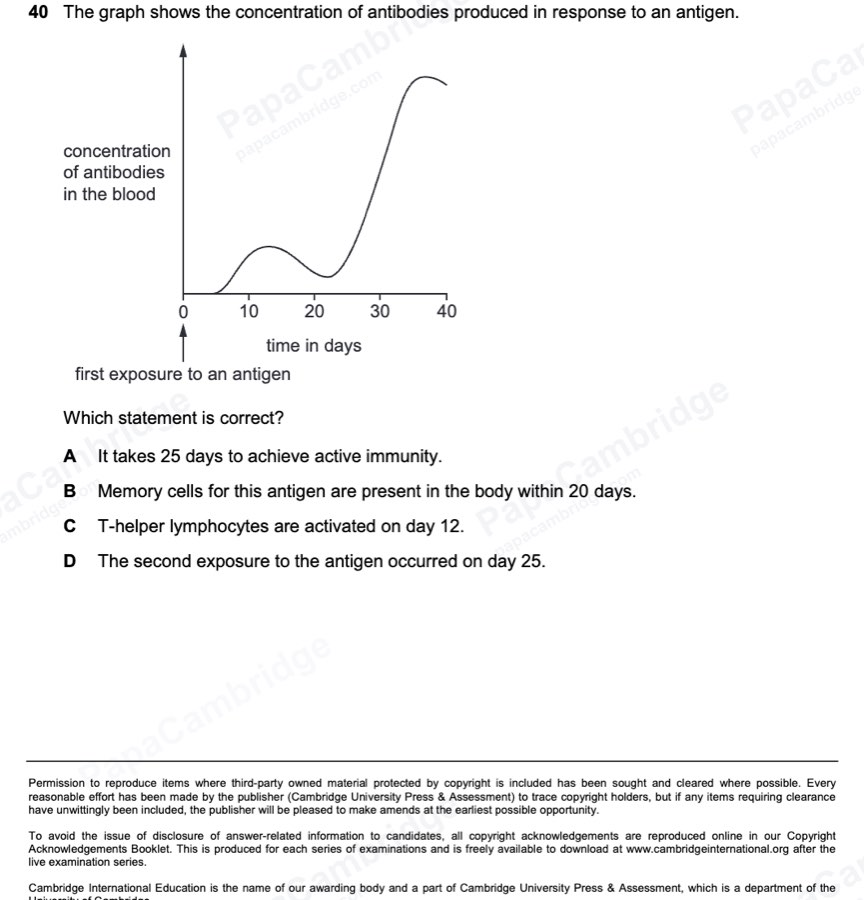 40 The graph shows the concentration of antibodies produced in response to an antigen.
PapaCambridge
papacambridge.com
PapaCa
papacambridge
concentration
of antibodies
in the blood
0 10 20 30 40
time in days
first exposure to an antigen
Which statement is correct?
A It takes 25 days to achieve active immunity.
B Memory cells for this antigen are present in the body within 20 days.
C T-helper lymphocytes are activated on day 12.
D The second exposure to the antigen occurred on day 25.
aCambridge
PapaCambridge
papacambridge.com
PapaCambridge
Permission to reproduce items where third-party owned material protected by copyright is included has been sought and cleared where possible. Every
reasonable effort has been made by the publisher (Cambridge University Press & Assessment) to trace copyright holders, but if any items requiring clearance
have unwittingly been included, the publisher will be pleased to make amends at the earliest possible opportunity.
To avoid the issue of disclosure of answer-related information to candidates, all copyright acknowledgements are reproduced online in our Copyright
Acknowledgements Booklet. This is produced for each series of examinations and is freely available to download at www.cambridgeinternational.org after the
live examination series.
Cambridge International Education is the name of our awarding body and a part of Cambridge University Press & Assessment, which is a department of the